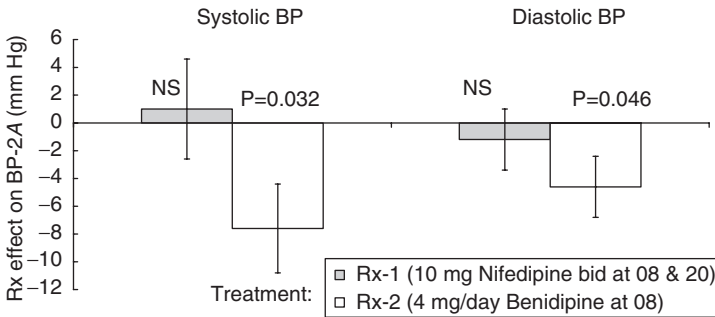 Systolic BP
Diastolic BP
Rx effect on BP-2A (mm Hg)
6
4
2
0
−2
−4
−6
−8
−10
−12
NS
P=0.032
NS
P=0.046
Treatment:
Rx-1 (10 mg Nifedipine bid at 08 & 20)
Rx-2 (4 mg/day Benidipine at 08)